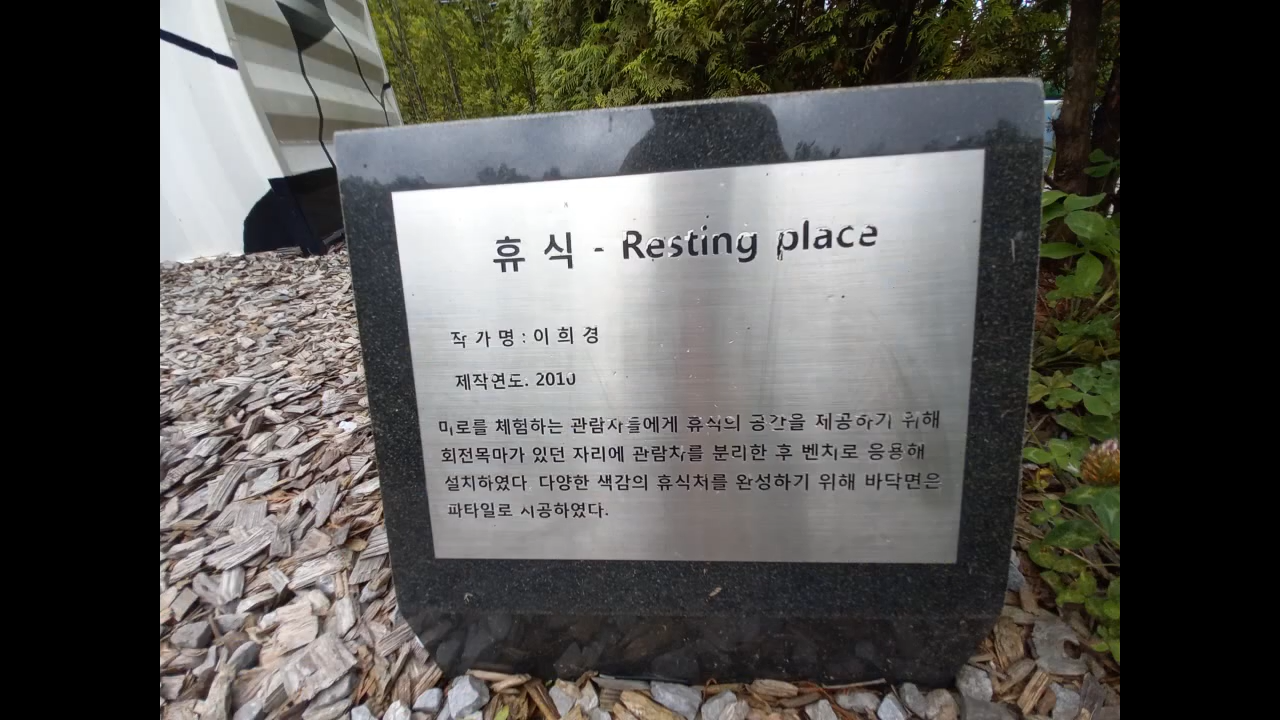 휴 식 - Resting place
작 가 명 : 이 희 경
제작연도. 2010
미로를 체험하는 관람자들에게 휴식의 공간을 제공하기 위해
회전목마가 있던 자리에 관람차를 분리한 후 벤치로 응용해
설치하였다. 다양한 색감의 휴식처를 완성하기 위해 바닥면은
파타일로 시공하였다.